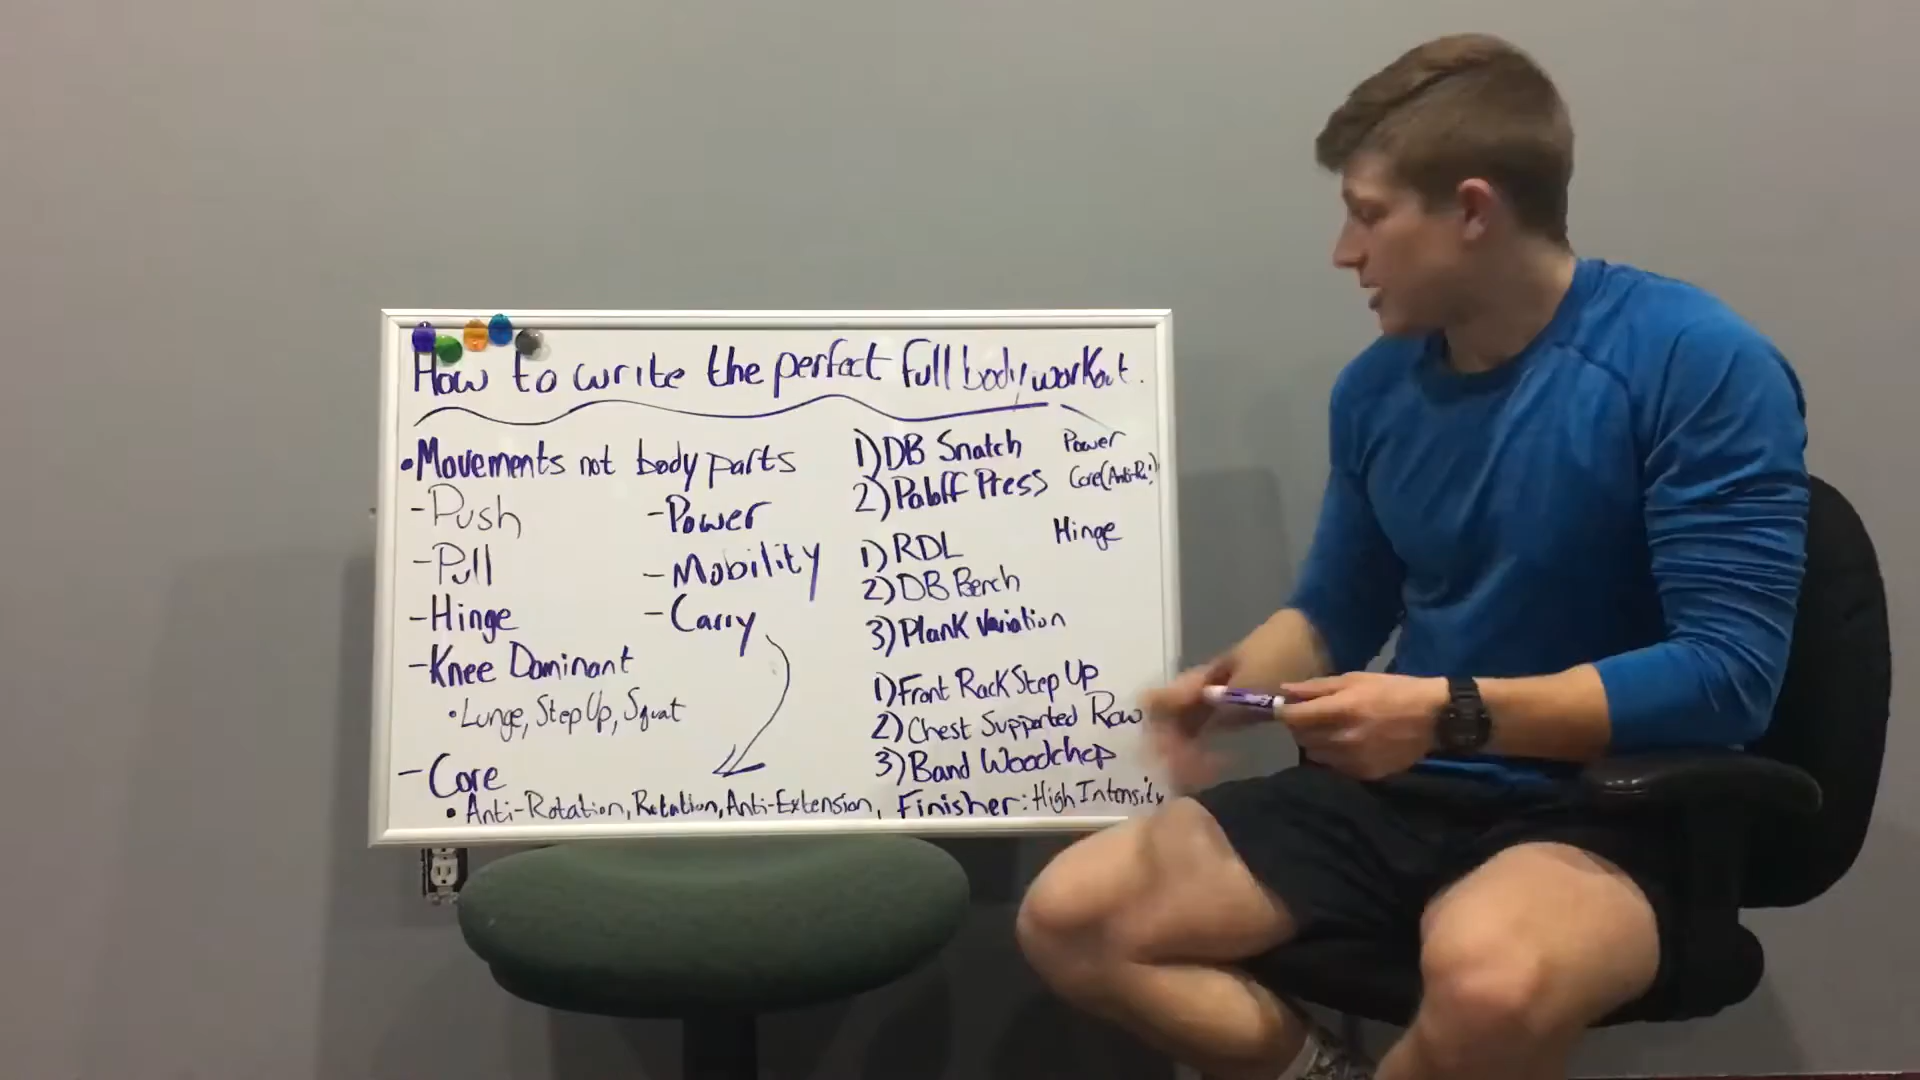 How to write the perfect full body workout.
•Movements not body parts
-Push
-Pull
-Hinge
-Knee Dominant
•Lunge, Step Up, Squat
-Power
-Mobility
-Carry
-Core
•Anti-Rotation, Rotation, Anti-Extension,
1) DB Snatch Power
2) Paloff Press Core (Anti-R.)
1) RDL Hinge
2) DB Bench
3) Plank Variation
1) Front Rack Step Up
2) Chest Supported Row
3) Band Woodchop
Finisher: High Intensity